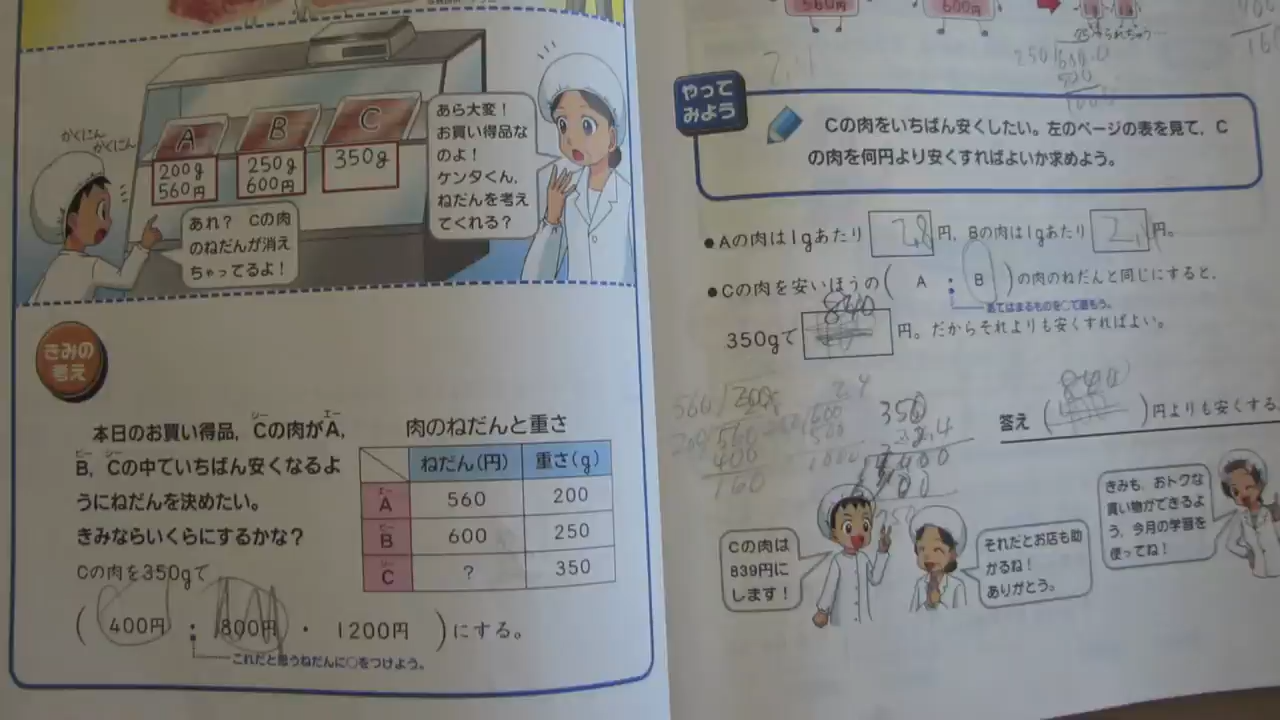 かくにん
かくにん
A
200g
560円
B
250g
600円
C
350g
あれ? Cの肉
のねだんが消え
ちゃってるよ!
あら大変!
お買い得品な
のよ!
ケンタくん,
ねだんを考え
てくれる?
きみの
考え
本日のお買い得品, Cの肉がA,
B, Cの中でいちばん安くなるよ
うにねだんを決めたい。
きみならいくらにするかな?
Cの肉を350gで
(400円 ・ 800円 ・ 1200円)にする。
これだと思うねだんに○をつけよう。
肉のねだんと重さ
ねだん(円) 重さ(g)
A 560 200
B 600 250
C ? 350
560円
600円
やって
みよう
Cの肉をいちばん安くしたい。左のページの表を見て, C
の肉を何円より安くすればよいか求めよう。
●Aの肉は1gあたり 2.8 円, Bの肉は1gあたり 円。
●Cの肉を安いほうの( A ・ B )の肉のねだんと同じにすると,
あてはまるものを○で囲もう。
840
350gで 円。だからそれよりも安くすればよい。
840
答え( )円よりも安くする
350
Cの肉は
839円に
します!
それだとお店も助
かるね!
ありがとう。
きみも, おトクな
買い物ができるよ
う, 今月の学習を
使ってね!